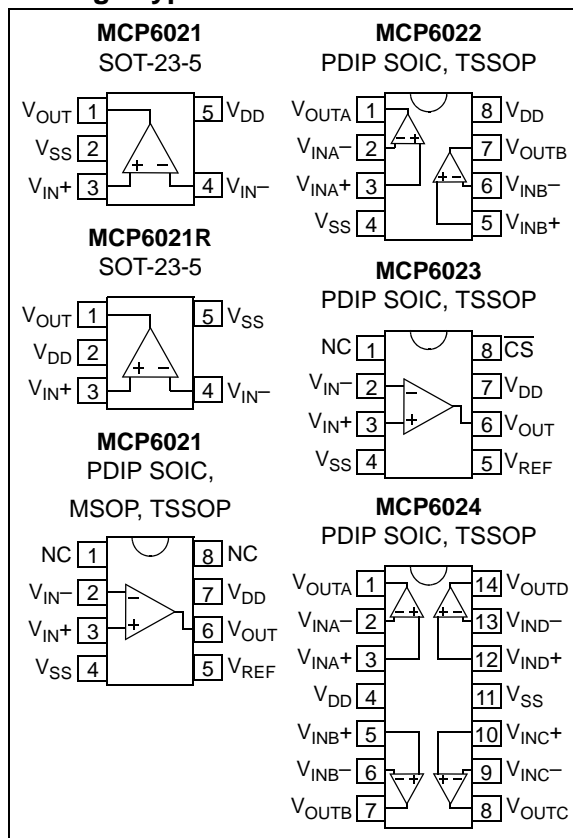 MCP6021
SOT-23-5
VOUT 1
VSS 2
VIN+ 3
5 VDD
4 VIN–
MCP6021R
SOT-23-5
VOUT 1
VDD 2
VIN+ 3
5 VSS
4 VIN–
MCP6021
PDIP SOIC,
MSOP, TSSOP
NC 1
VIN– 2
VIN+ 3
VSS 4
8 NC
7 VDD
6 VOUT
5 VREF
MCP6022
PDIP SOIC, TSSOP
VOUTA 1
VINA– 2
VINA+ 3
VSS 4
8 VDD
7 VOUTB
6 VINB–
5 VINB+
MCP6023
PDIP SOIC, TSSOP
NC 1
VIN– 2
VIN+ 3
VSS 4
8 CS
7 VDD
6 VOUT
5 VREF
MCP6024
PDIP SOIC, TSSOP
VOUTA 1
VINA– 2
VINA+ 3
VDD 4
VINB+ 5
VINB– 6
VOUTB 7
14 VOUTD
13 VIND–
12 VIND+
11 VSS
10 VINC+
9 VINC–
8 VOUTC